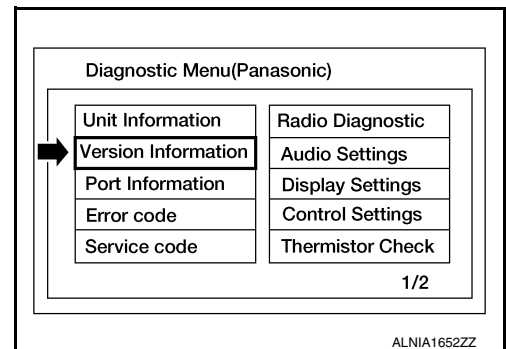 Diagnostic Menu(Panasonic)
Unit Information
Version Information
Port Information
Error code
Service code
Radio Diagnostic
Audio Settings
Display Settings
Control Settings
Thermistor Check
1/2
ALNIA1652ZZ